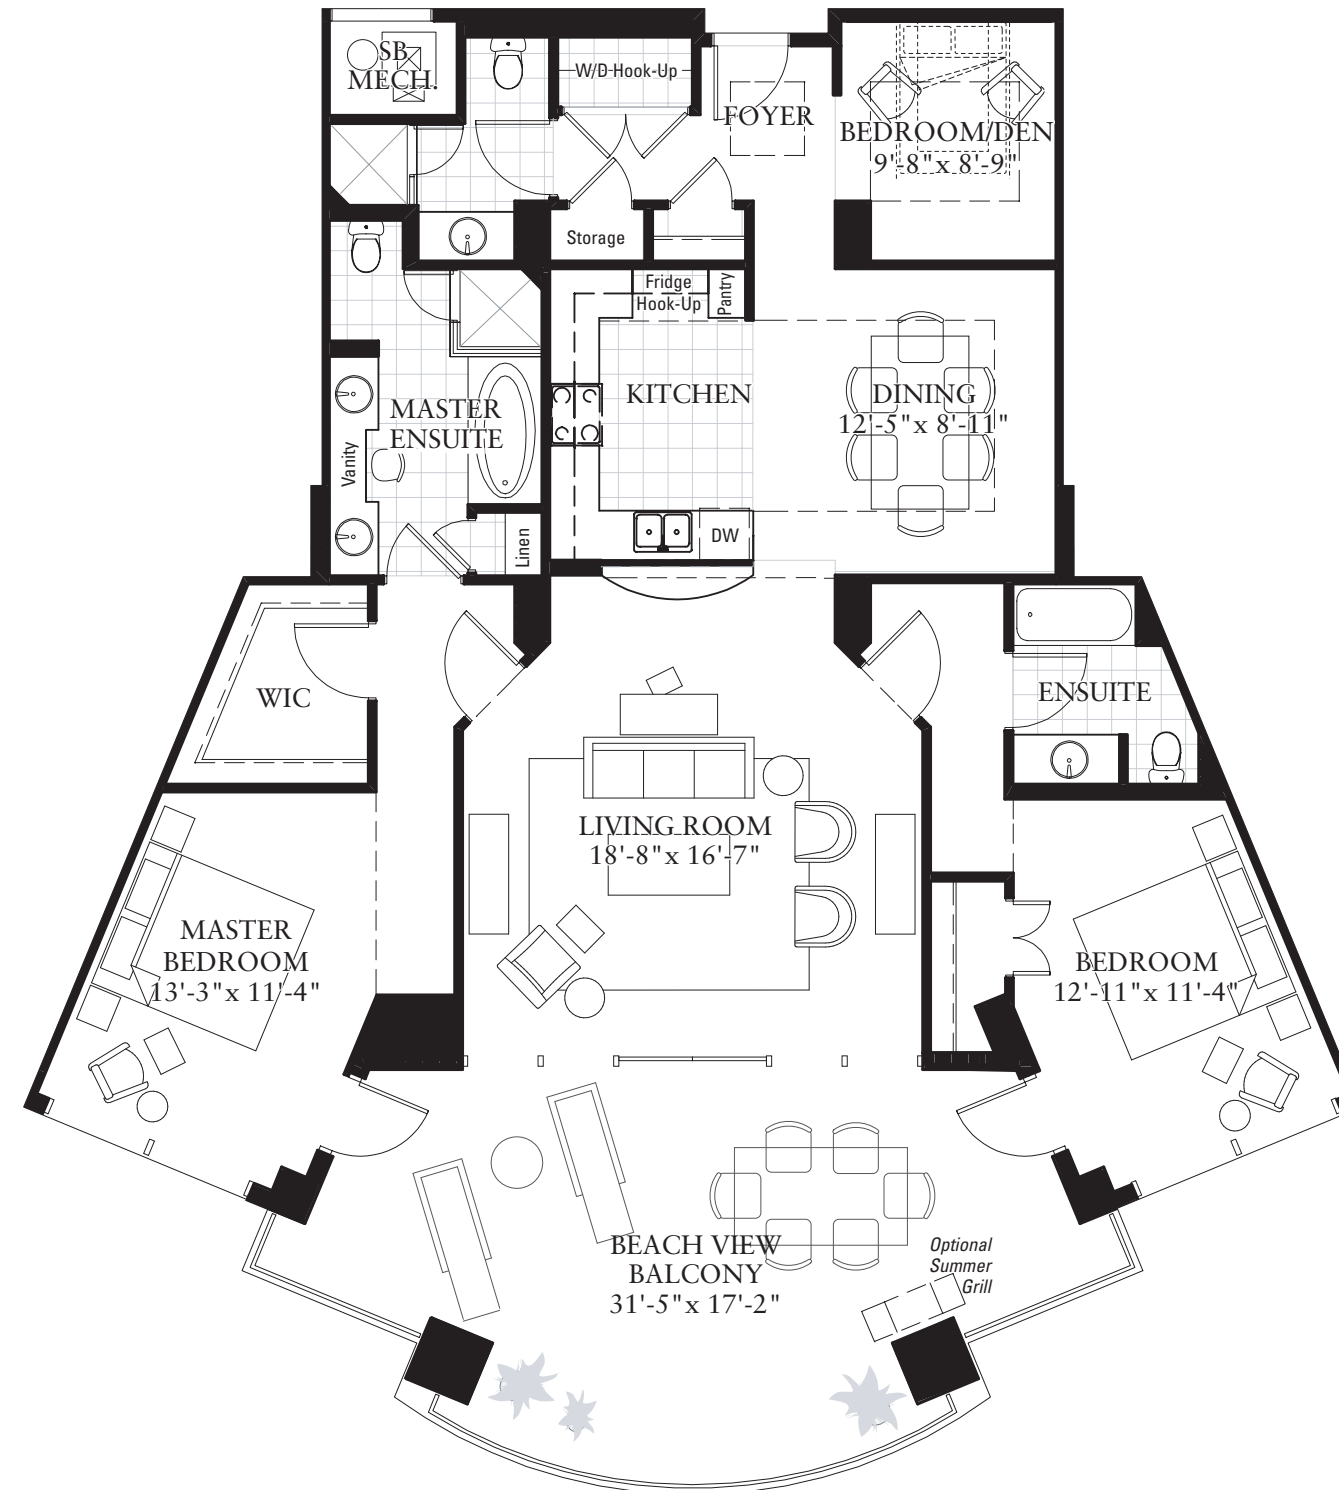 SB
MECH.
W/D Hook-Up
FOYER
BEDROOM/DEN
9'-8" x 8'-9"
Storage
Fridge
Hook-Up
Pantry
KITCHEN
DINING
12'-5" x 8'-11"
MASTER
ENSUITE
Vanity
Linen
DW
WIC
ENSUITE
LIVING ROOM
18'-8" x 16'-7"
MASTER
BEDROOM
13'-3" x 11'-4"
BEDROOM
12'-11" x 11'-4"
BEACH VIEW
BALCONY
31'-5" x 17'-2"
Optional
Summer
Grill